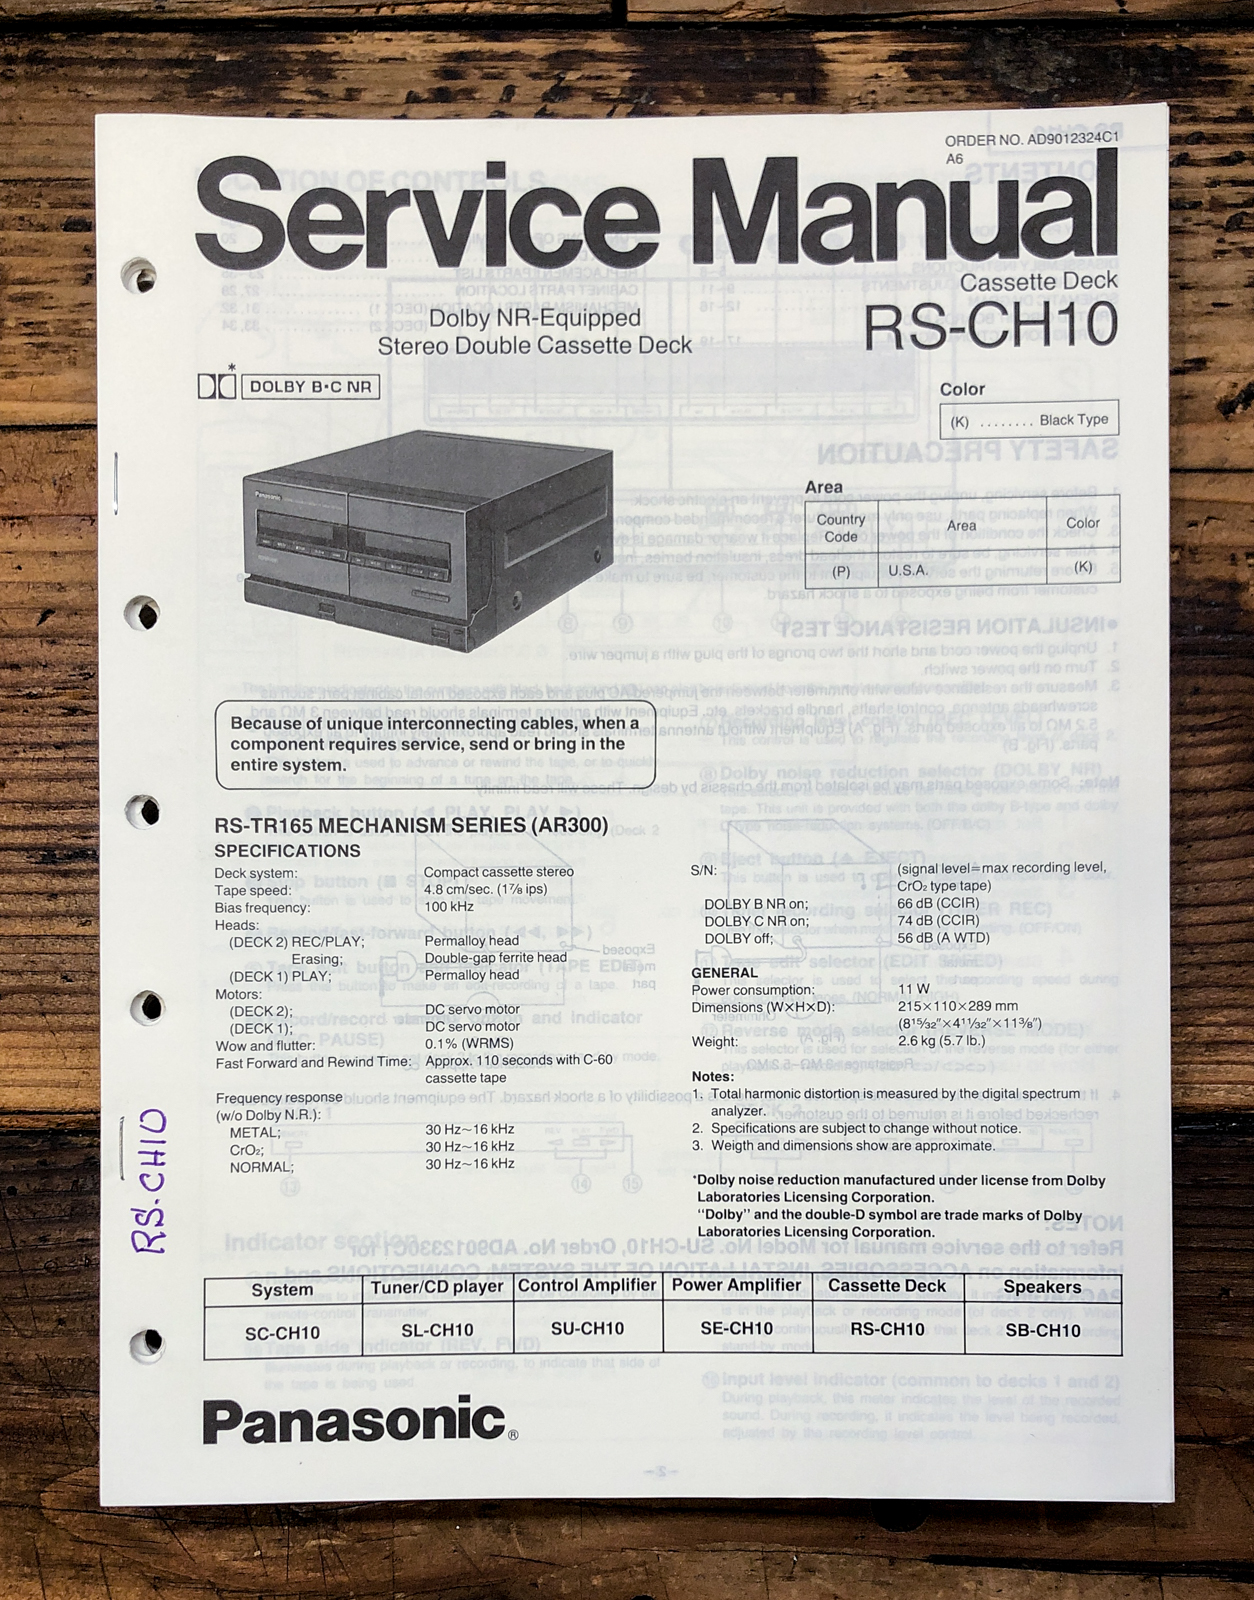 ORDER NO. AD9012324C1
A6
Service Manual
Cassette Deck
RS-CH10
Dolby NR-Equipped
Stereo Double Cassette Deck
*
DOLBY B•C NR
Color
(K) ........ Black Type
Area
Country Code Area Color
(P) U.S.A. (K)
Panasonic
Because of unique interconnecting cables, when a
component requires service, send or bring in the
entire system.
RS-TR165 MECHANISM SERIES (AR300)
SPECIFICATIONS
Deck system: Compact cassette stereo
Tape speed: 4.8 cm/sec. (1⅞ ips)
Bias frequency: 100 kHz
Heads:
(DECK 2) REC/PLAY; Permalloy head
Erasing; Double-gap ferrite head
(DECK 1) PLAY; Permalloy head
Motors:
(DECK 2); DC servo motor
(DECK 1); DC servo motor
Wow and flutter: 0.1% (WRMS)
Fast Forward and Rewind Time: Approx. 110 seconds with C-60
cassette tape
Frequency response
(w/o Dolby N.R.):
METAL; 30 Hz~16 kHz
CrO₂; 30 Hz~16 kHz
NORMAL; 30 Hz~16 kHz
S/N: (signal level=max recording level,
CrO₂ type tape)
DOLBY B NR on; 66 dB (CCIR)
DOLBY C NR on; 74 dB (CCIR)
DOLBY off; 56 dB (A WTD)
GENERAL
Power consumption: 11 W
Dimensions (W×H×D): 215×110×289 mm
(8¹⁵⁄₃₂″×4¹¹⁄₃₂″×11⅜″)
Weight: 2.6 kg (5.7 lb.)
Notes:
1. Total harmonic distortion is measured by the digital spectrum
analyzer.
2. Specifications are subject to change without notice.
3. Weigth and dimensions show are approximate.
*Dolby noise reduction manufactured under license from Dolby
Laboratories Licensing Corporation.
"Dolby" and the double-D symbol are trade marks of Dolby
Laboratories Licensing Corporation.
RS-CH10
System Tuner/CD player Control Amplifier Power Amplifier Cassette Deck Speakers
SC-CH10 SL-CH10 SU-CH10 SE-CH10 RS-CH10 SB-CH10
Panasonic®